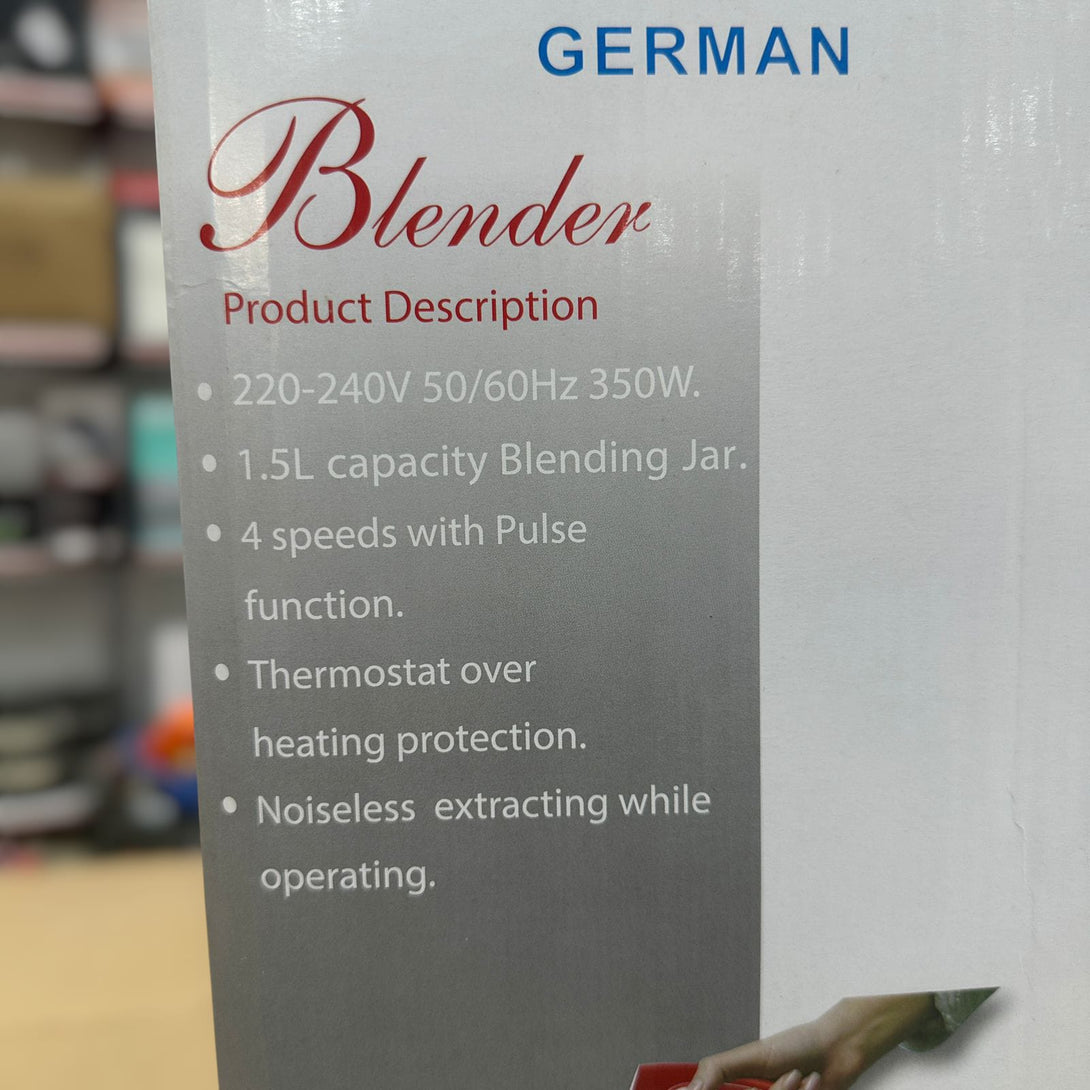 GERMAN
Blender
Product Description
• 220-240V 50/60Hz 350W.
• 1.5L capacity Blending Jar.
• 4 speeds with Pulse
function.
• Thermostat over
heating protection.
• Noiseless extracting while
operating.